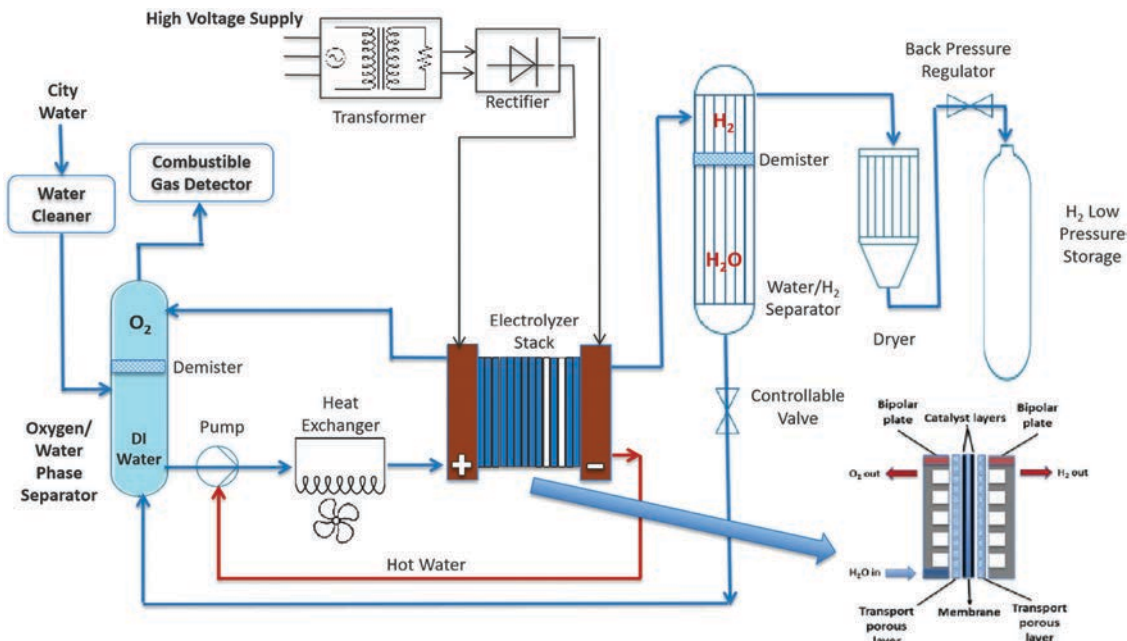 High Voltage Supply
Transformer
Rectifier
City
Water
Water
Cleaner
Combustible
Gas Detector
O2
Demister
DI
Water
Oxygen/
Water
Phase
Separator
Pump
Heat
Exchanger
Electrolyzer
Stack
+
−
Hot Water
H2
Demister
H2O
Water/H2
Separator
Controllable
Valve
Back Pressure
Regulator
Dryer
H2 Low
Pressure
Storage
Bipolar
plate
Catalyst layers
Bipolar
plate
O2 out
H2 out
H2O in
Transport
porous
layer
Membrane
Transport
porous
layer